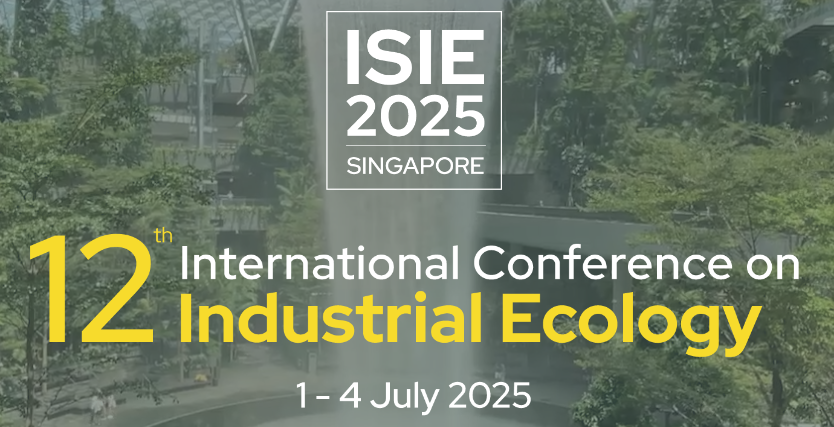 ISIE
2025
SINGAPORE
12th International Conference on
Industrial Ecology
1 - 4 July 2025